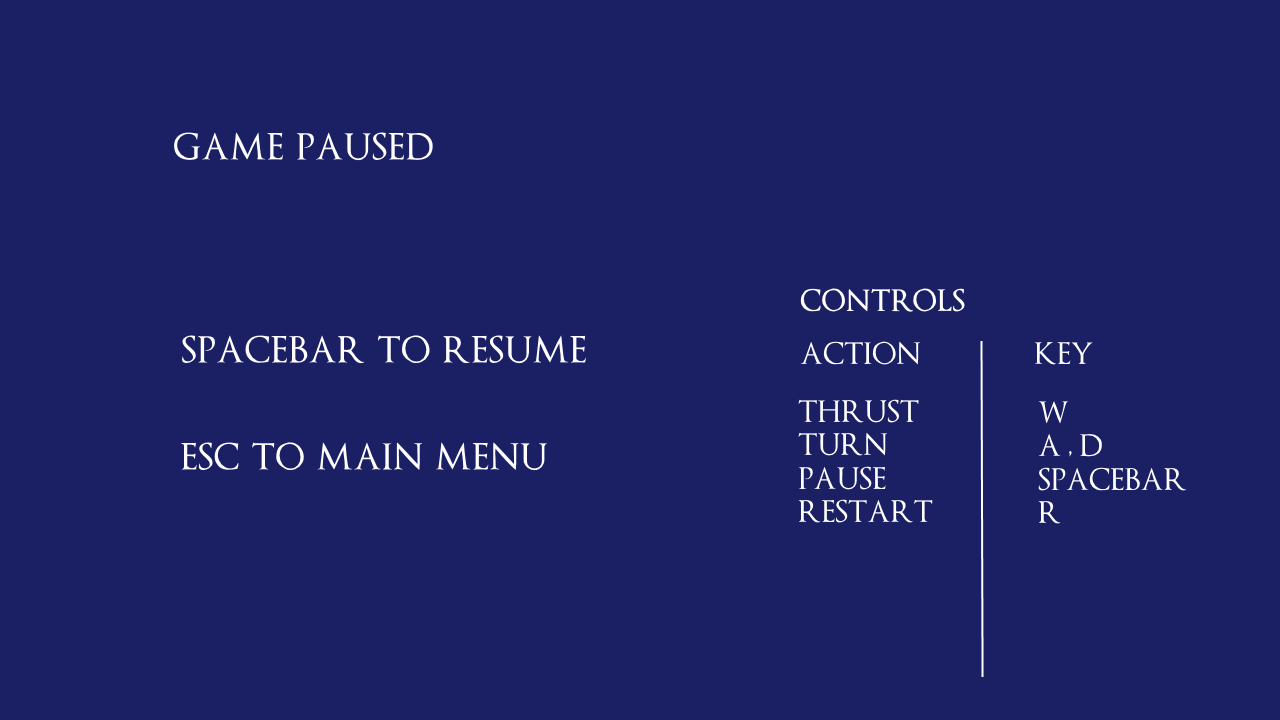 GAME PAUSED
SPACEBAR TO RESUME
ESC TO MAIN MENU
CONTROLS
ACTION KEY
THRUST W
TURN A , D
PAUSE SPACEBAR
RESTART R